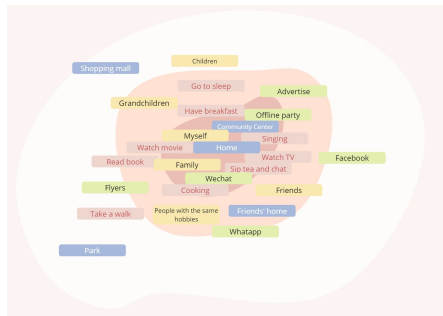 Children
Shopping mall
Go to sleep
Advertise
Grandchildren
Have breakfast
Offline party
Community Center
Myself
Singing
Watch movie
Home
Watch TV
Facebook
Read book
Family
Sip tea and chat
Wechat
Flyers
Cooking
Friends
Take a walk
People with the same
hobbies
Friends' home
Whatapp
Park